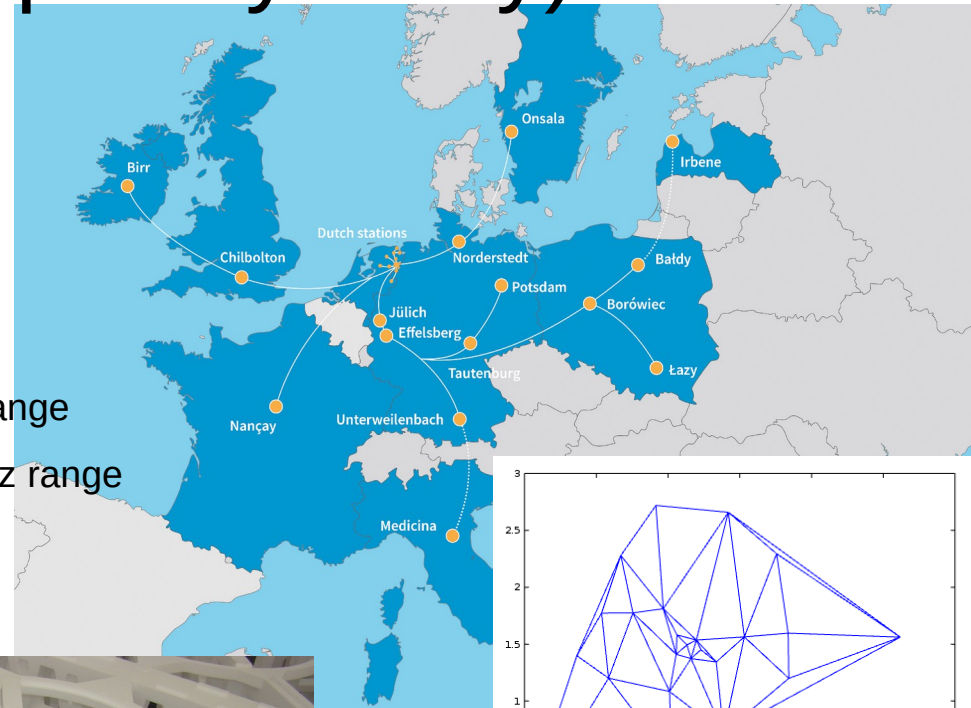 Onsala
Irbene
Birr
Dutch stations
Chilbolton
Norderstedt
Bałdy
Potsdam
Borówiec
Jülich
Effelsberg
Tautenburg
Łazy
ange
Nançay
Unterweilenbach
z range
3
Medicina
2.5
2
1.5
1